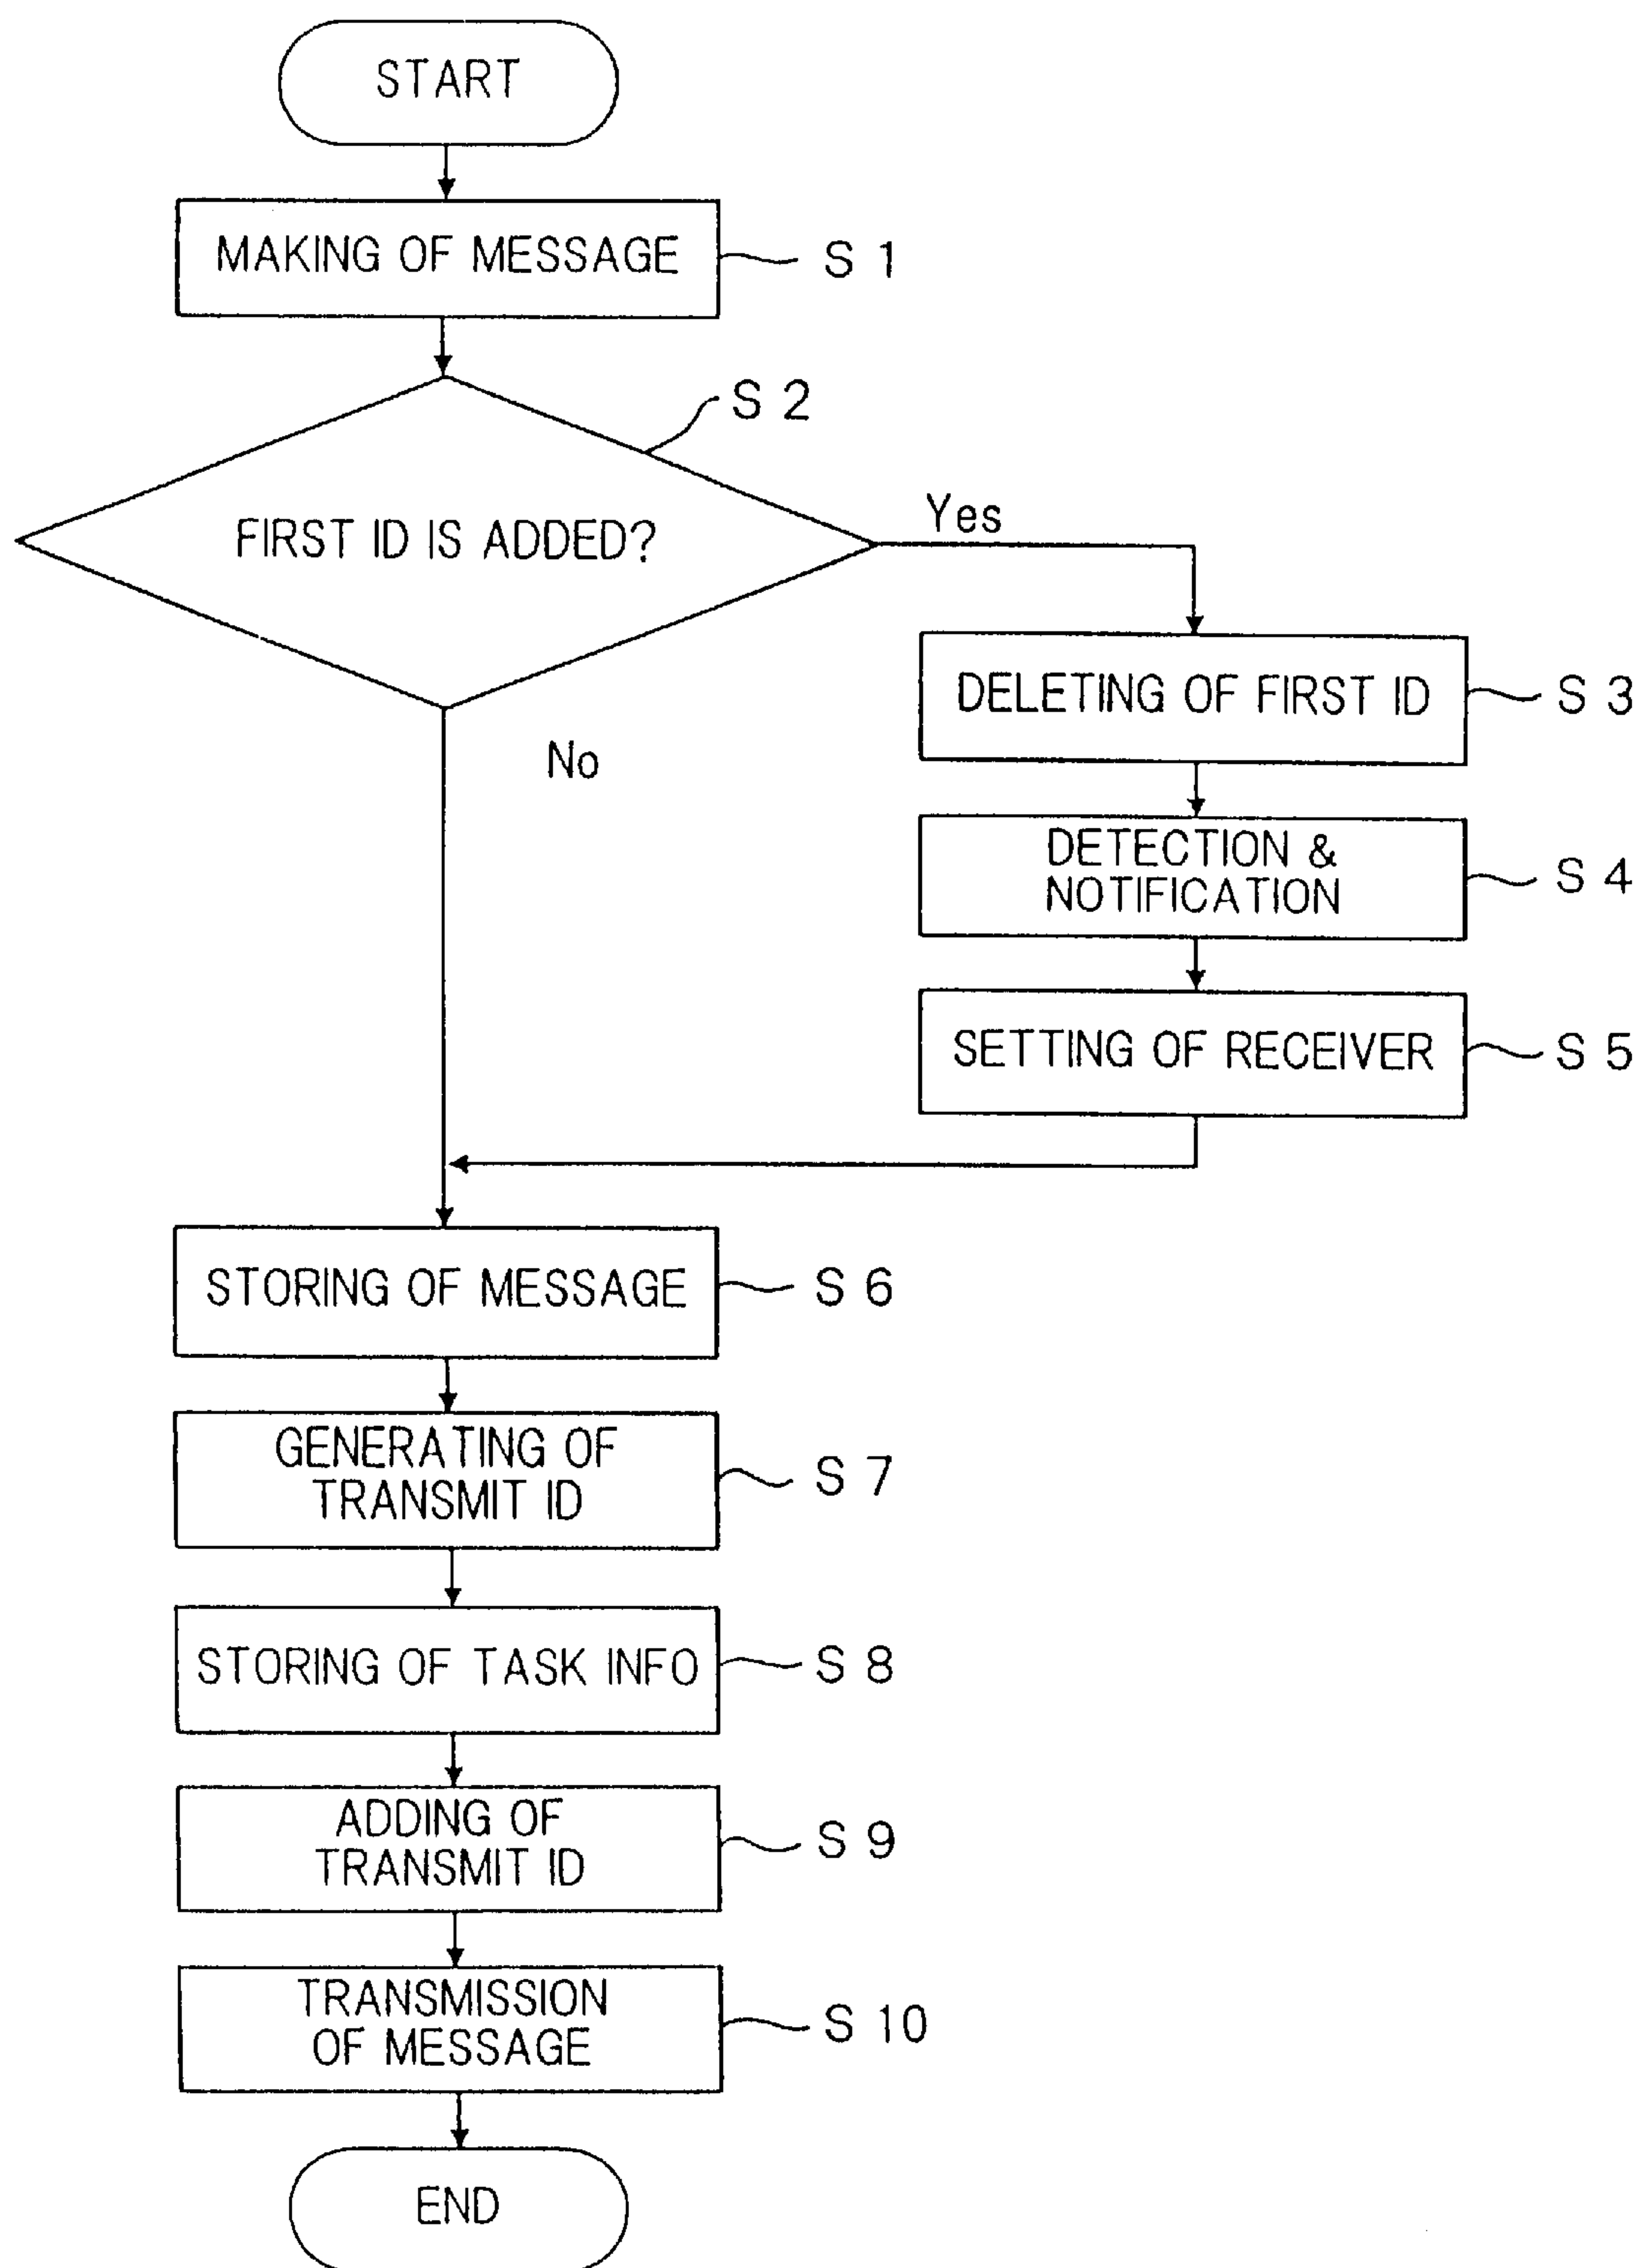 START
MAKING OF MESSAGE
S 1
S 2
FIRST ID IS ADDED?
Yes
No
DELETING OF FIRST ID
S 3
DETECTION &
NOTIFICATION
S 4
SETTING OF RECEIVER
S 5
STORING OF MESSAGE
S 6
GENERATING OF
TRANSMIT ID
S 7
STORING OF TASK INFO
S 8
ADDING OF
TRANSMIT ID
S 9
TRANSMISSION
OF MESSAGE
S 10
END